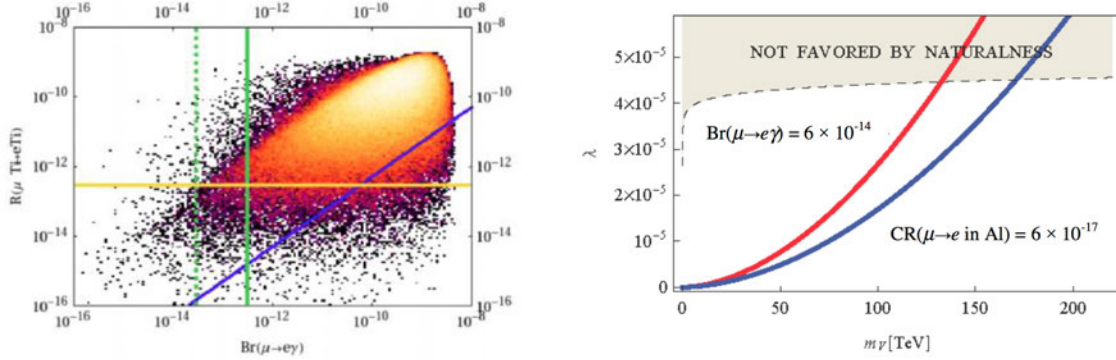 10⁻¹⁶ 10⁻¹⁴ 10⁻¹² 10⁻¹⁰ 10⁻⁸
10⁻⁸ 10⁻⁸
10⁻¹⁰ 10⁻¹⁰
10⁻¹² 10⁻¹²
10⁻¹⁴ 10⁻¹⁴
10⁻¹⁶ 10⁻¹⁶
R(μ Ti→eTi)
10⁻¹⁶ 10⁻¹⁴ 10⁻¹² 10⁻¹⁰ 10⁻⁸
Br(μ→eγ)
NOT FAVORED BY NATURALNESS
5×10⁻⁵
4×10⁻⁵
Br(μ→eγ) = 6 × 10⁻¹⁴
3×10⁻⁵
λ
2×10⁻⁵
CR(μ→e in Al) = 6 × 10⁻¹⁷
10⁻⁵
0
0 50 100 150 200
mᵥ [TeV]